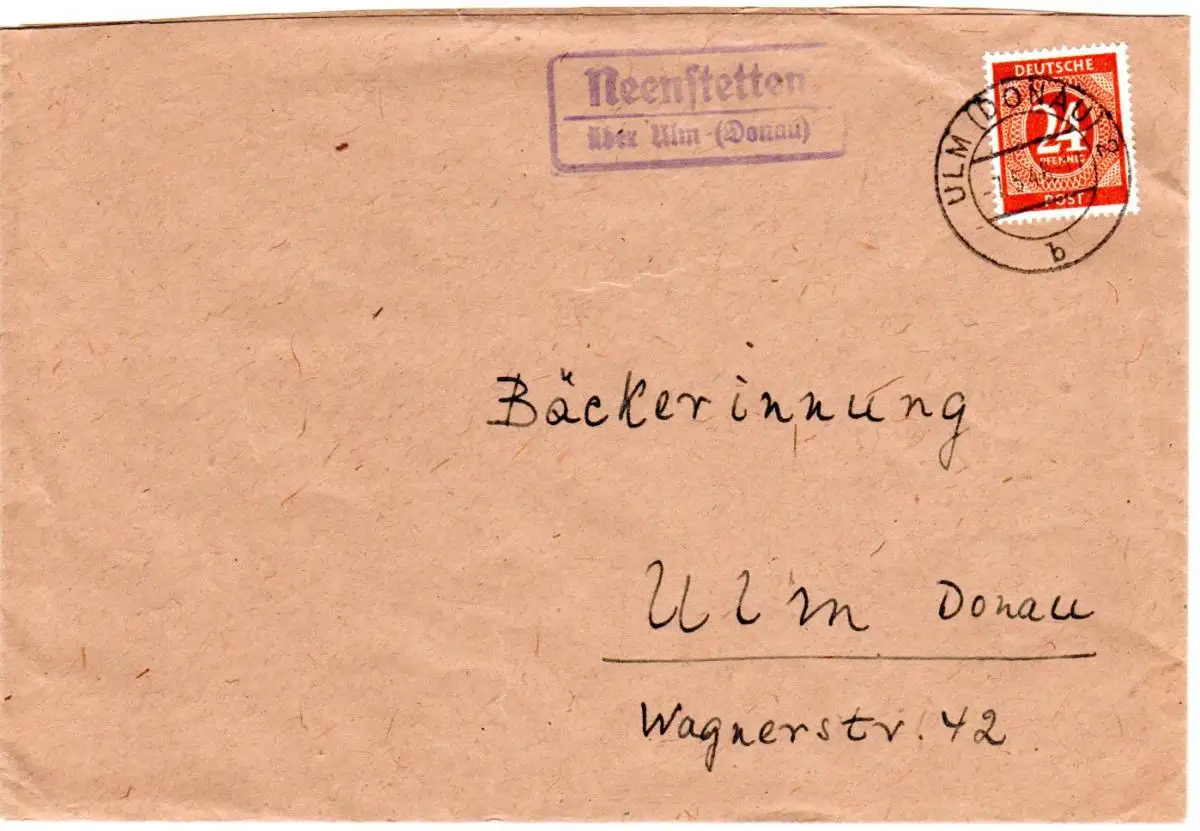 Neenstetten
über Ulm (Donau)
DEUTSCHE
24
PFENNIG
POST
ULM (DONAU)
b
Bäckerinnung
Ulm Donau
Wagnerstr. 42